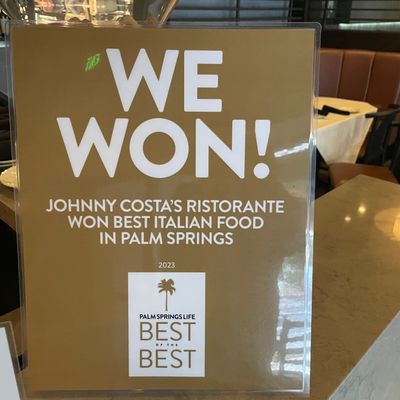 WE
WON!
JOHNNY COSTA'S RISTORANTE
WON BEST ITALIAN FOOD
IN PALM SPRINGS
2023
PALM SPRINGS LIFE
BEST
OF THE
BEST